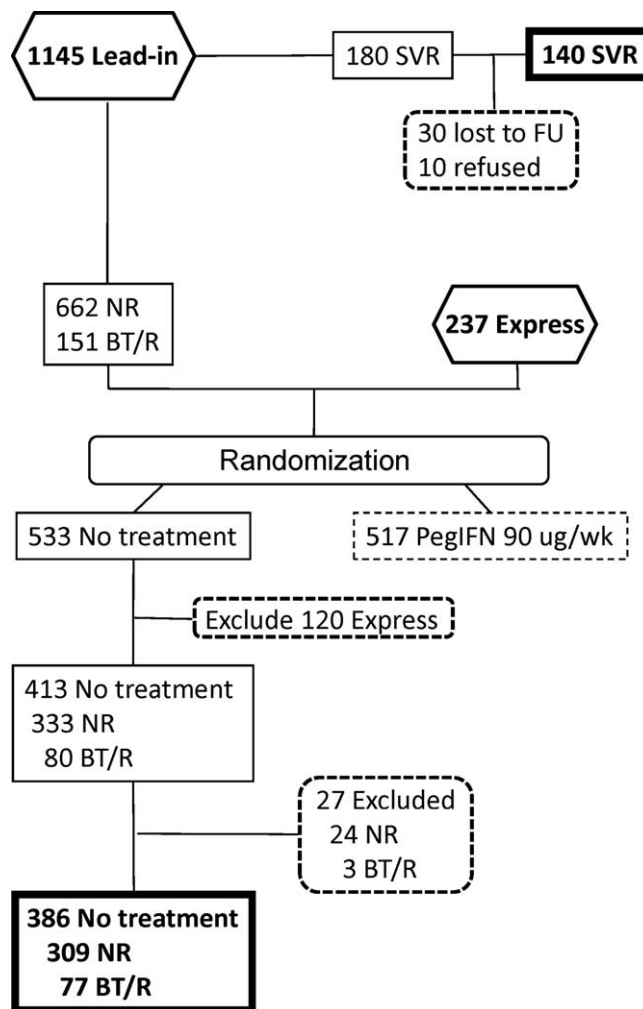 1145 Lead-in
180 SVR
140 SVR
30 lost to FU
10 refused
662 NR
151 BT/R
237 Express
Randomization
533 No treatment
517 PegIFN 90 ug/wk
Exclude 120 Express
413 No treatment
333 NR
80 BT/R
27 Excluded
24 NR
3 BT/R
386 No treatment
309 NR
77 BT/R